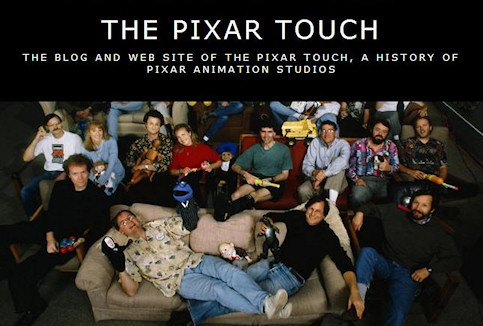 THE PIXAR TOUCH
THE BLOG AND WEB SITE OF THE PIXAR TOUCH, A HISTORY OF
PIXAR ANIMATION STUDIOS